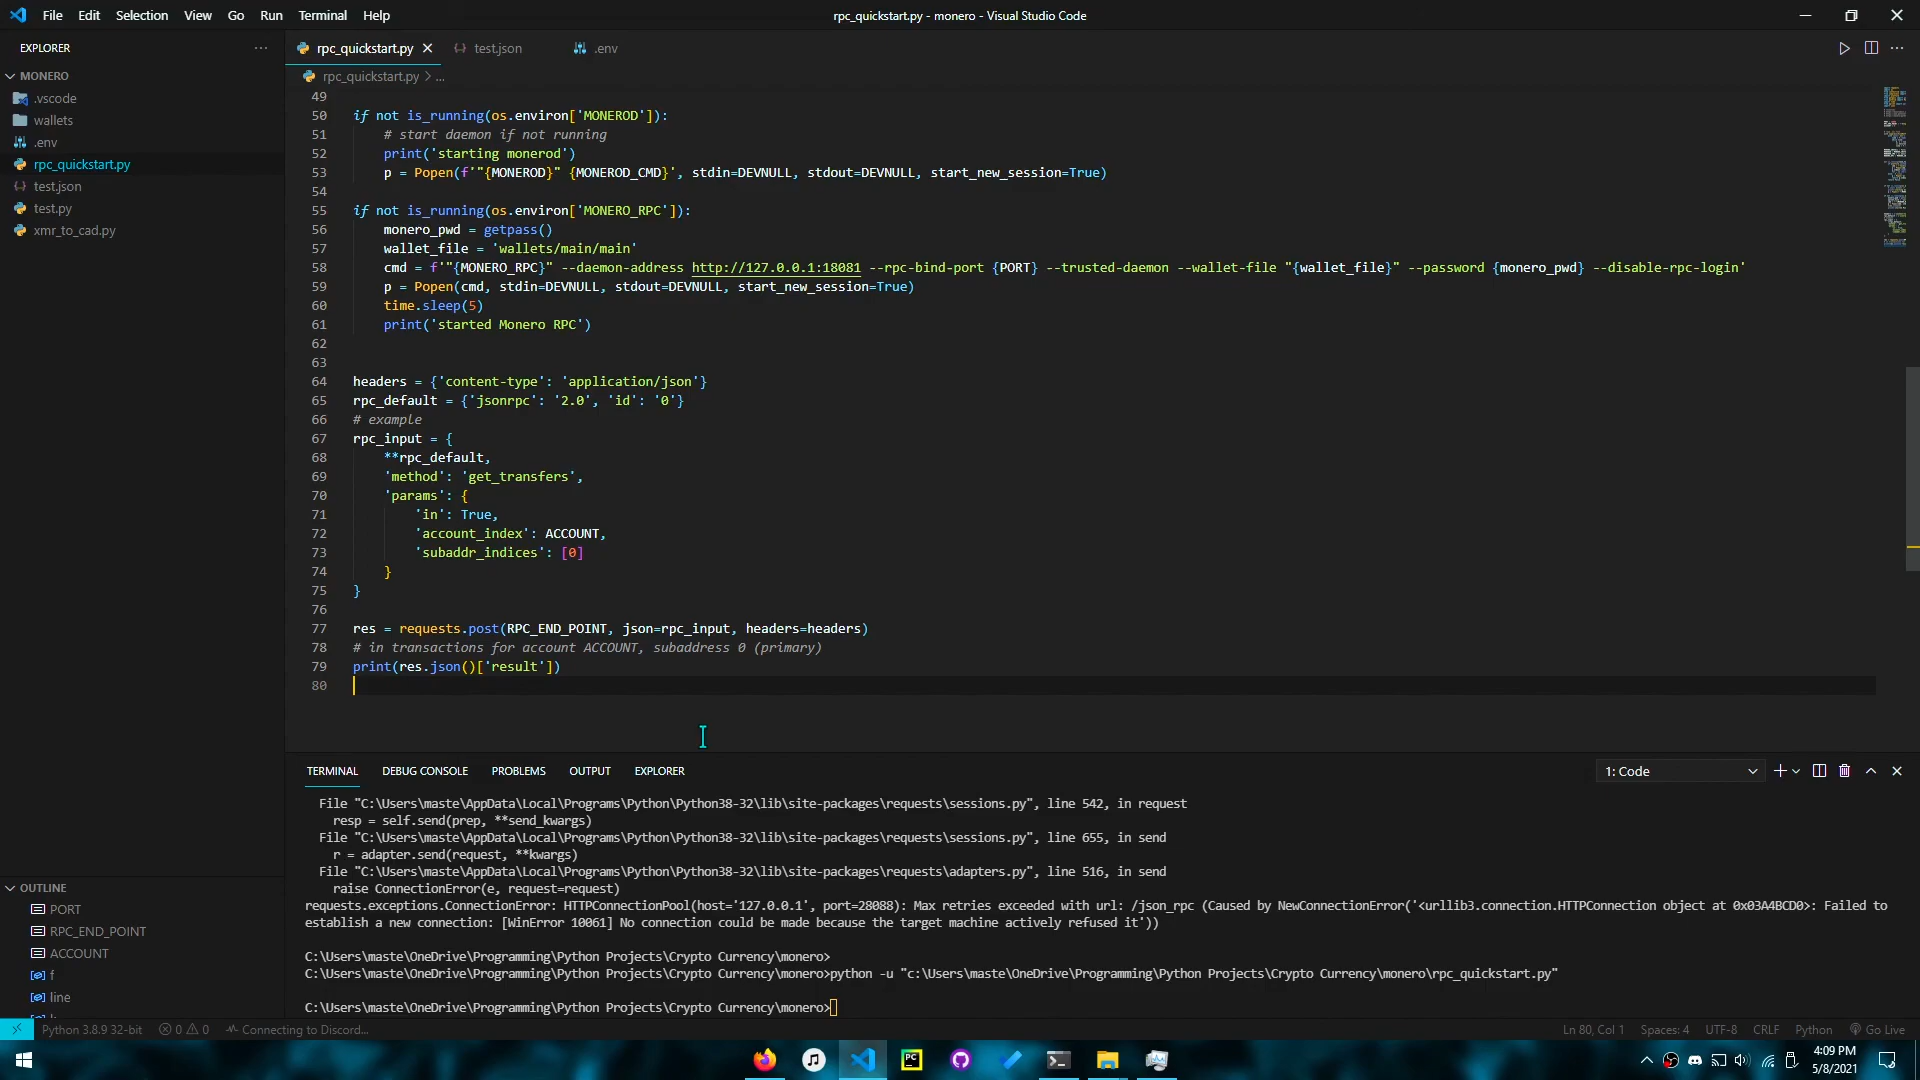 File Edit Selection View Go Run Terminal Help
rpc_quickstart.py - monero - Visual Studio Code
EXPLORER
MONERO
.vscode
wallets
.env
rpc_quickstart.py
test.json
test.py
xmr_to_cad.py
OUTLINE
PORT
RPC_END_POINT
ACCOUNT
f
line
rpc_quickstart.py
test.json
.env
rpc_quickstart.py > ...
49
50 if not is_running(os.environ['MONEROD']):
51 # start daemon if not running
52 print('starting monerod')
53 p = Popen(f'"{MONEROD}" {MONEROD_CMD}', stdin=DEVNULL, stdout=DEVNULL, start_new_session=True)
54
55 if not is_running(os.environ['MONERO_RPC']):
56 monero_pwd = getpass()
57 wallet_file = 'wallets/main/main'
58 cmd = f'"{MONERO_RPC}" --daemon-address http://127.0.0.1:18081 --rpc-bind-port {PORT} --trusted-daemon --wallet-file "{wallet_file}" --password {monero_pwd} --disable-rpc-login'
59 p = Popen(cmd, stdin=DEVNULL, stdout=DEVNULL, start_new_session=True)
60 time.sleep(5)
61 print('started Monero RPC')
62
63
64 headers = {'content-type': 'application/json'}
65 rpc_default = {'jsonrpc': '2.0', 'id': '0'}
66 # example
67 rpc_input = {
68 **rpc_default,
69 'method': 'get_transfers',
70 'params': {
71 'in': True,
72 'account_index': ACCOUNT,
73 'subaddr_indices': [0]
74 }
75 }
76
77 res = requests.post(RPC_END_POINT, json=rpc_input, headers=headers)
78 # in transactions for account ACCOUNT, subaddress 0 (primary)
79 print(res.json()['result'])
80
TERMINAL DEBUG CONSOLE PROBLEMS OUTPUT EXPLORER
1: Code
File "C:\Users\maste\AppData\Local\Programs\Python\Python38-32\lib\site-packages\requests\sessions.py", line 542, in request
resp = self.send(prep, **send_kwargs)
File "C:\Users\maste\AppData\Local\Programs\Python\Python38-32\lib\site-packages\requests\sessions.py", line 655, in send
r = adapter.send(request, **kwargs)
File "C:\Users\maste\AppData\Local\Programs\Python\Python38-32\lib\site-packages\requests\adapters.py", line 516, in send
raise ConnectionError(e, request=request)
requests.exceptions.ConnectionError: HTTPConnectionPool(host='127.0.0.1', port=28088): Max retries exceeded with url: /json_rpc (Caused by NewConnectionError('<urllib3.connection.HTTPConnection object at 0x03A4BCD0>: Failed to
establish a new connection: [WinError 10061] No connection could be made because the target machine actively refused it'))
C:\Users\maste\OneDrive\Programming\Python Projects\Crypto Currency\monero>
C:\Users\maste\OneDrive\Programming\Python Projects\Crypto Currency\monero>python -u "c:\Users\maste\OneDrive\Programming\Python Projects\Crypto Currency\monero\rpc_quickstart.py"
C:\Users\maste\OneDrive\Programming\Python Projects\Crypto Currency\monero>
Python 3.8.9 32-bit 0 0 Connecting to Discord...
Ln 80, Col 1 Spaces: 4 UTF-8 CRLF Python Go Live
PC
4:09 PM
5/8/2021